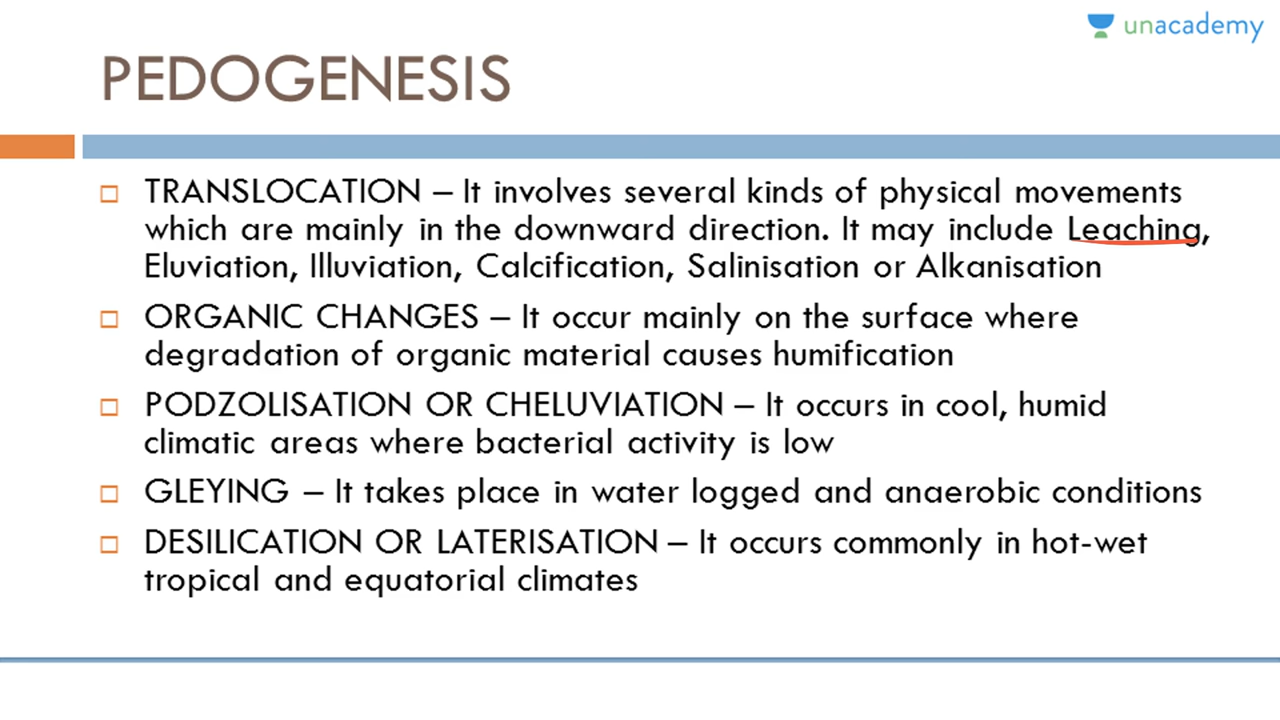 unacademy
PEDOGENESIS
TRANSLOCATION – It involves several kinds of physical movements
which are mainly in the downward direction. It may include Leaching,
Eluviation, Illuviation, Calcification, Salinisation or Alkanisation
ORGANIC CHANGES – It occur mainly on the surface where
degradation of organic material causes humification
PODZOLISATION OR CHELUVIATION – It occurs in cool, humid
climatic areas where bacterial activity is low
GLEYING – It takes place in water logged and anaerobic conditions
DESILICATION OR LATERISATION – It occurs commonly in hot-wet
tropical and equatorial climates